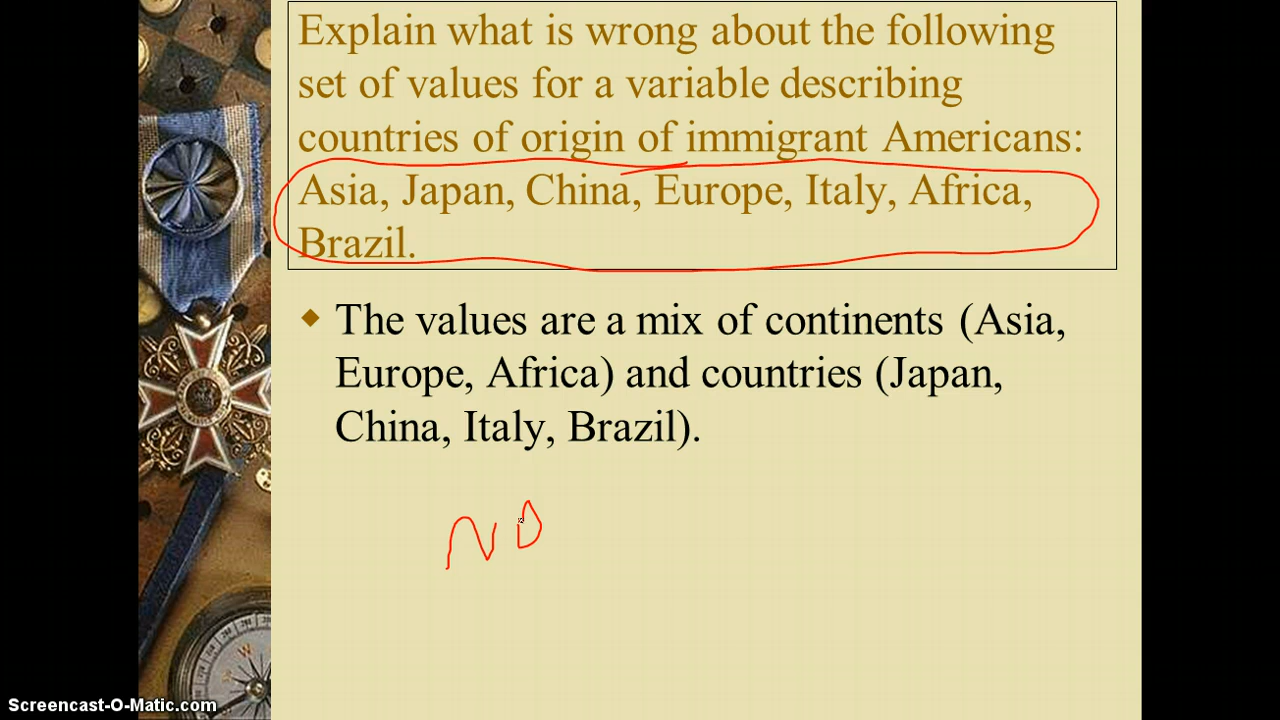 Explain what is wrong about the following
set of values for a variable describing
countries of origin of immigrant Americans:
Asia, Japan, China, Europe, Italy, Africa,
Brazil.
The values are a mix of continents (Asia,
Europe, Africa) and countries (Japan,
China, Italy, Brazil).
NO
Screencast-O-Matic.com